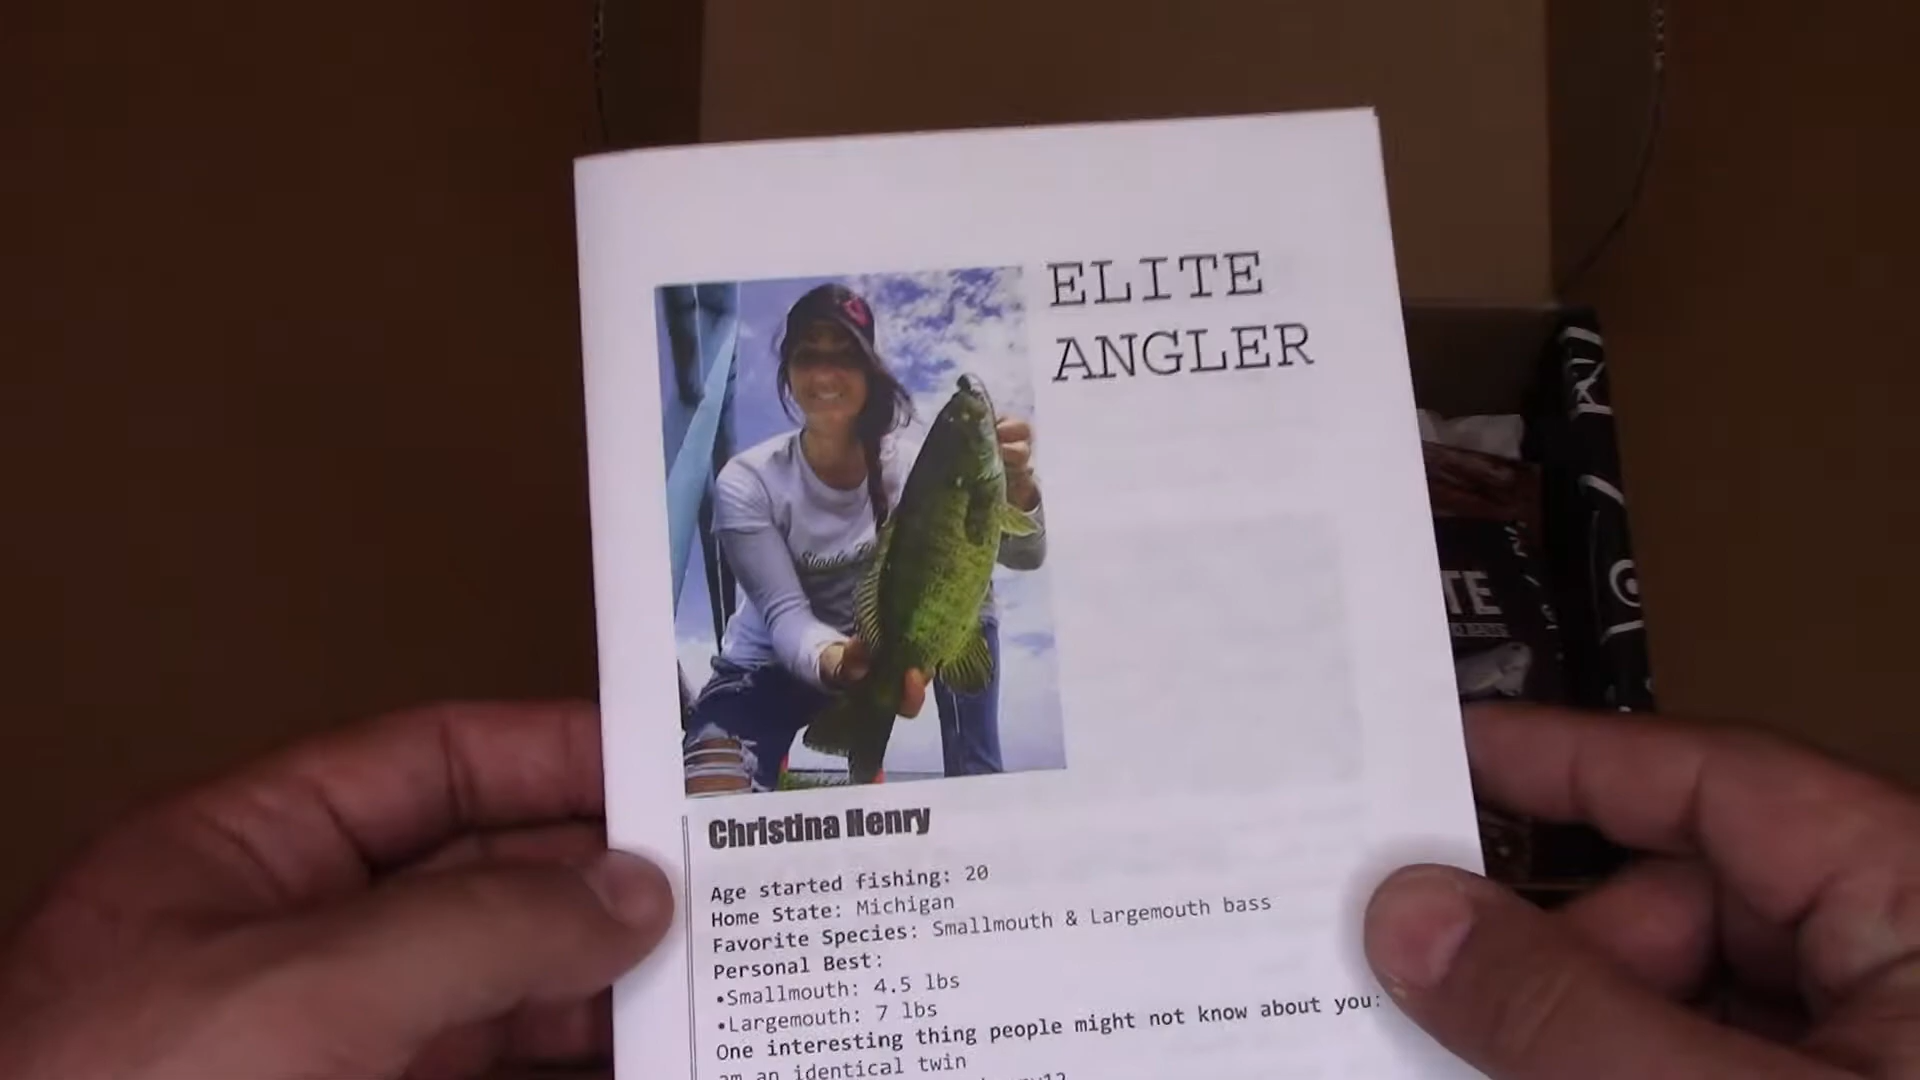 ELITE
ANGLER
Simple
Christina Henry
Age started fishing: 20
Home State: Michigan
Favorite Species: Smallmouth & Largemouth bass
Personal Best:
•Smallmouth: 4.5 lbs
•Largemouth: 7 lbs
One interesting thing people might not know about you:
am an identical twin
TE